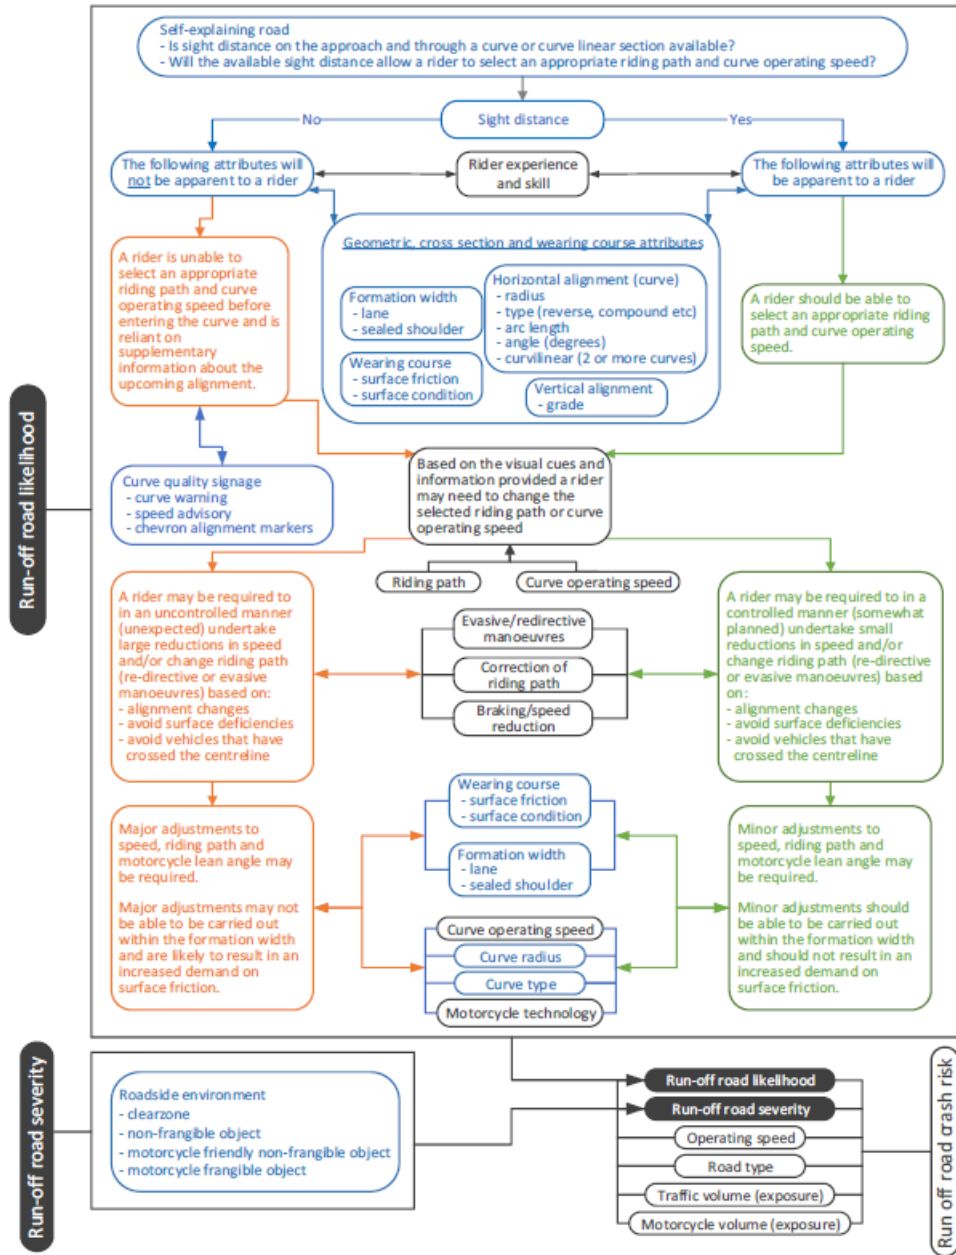 Self-explaining road
- Is sight distance on the approach and through a curve or curve linear section available?
- Will the available sight distance allow a rider to select an appropriate riding path and curve operating speed?
No
Sight distance
Yes
The following attributes will
not be apparent to a rider
Rider experience
and skill
The following attributes will
be apparent to a rider
Geometric, cross section and wearing course attributes
A rider is unable to
select an appropriate
riding path and curve
operating speed before
entering the curve and is
reliant on
supplementary
information about the
upcoming alignment.
Formation width
- lane
- sealed shoulder
Wearing course
- surface friction
- surface condition
Horizontal alignment (curve)
- radius
- type (reverse, compound etc)
- arc length
- angle (degrees)
- curvilinear (2 or more curves)
Vertical alignment
- grade
A rider should be able to
select an appropriate riding
path and curve operating
speed.
Run-off road likelihood
Curve quality signage
- curve warning
- speed advisory
- chevron alignment markers
Based on the visual cues and
information provided a rider
may need to change the
selected riding path or curve
operating speed
Riding path
Curve operating speed
A rider may be required to
in an uncontrolled manner
(unexpected) undertake
large reductions in speed
and/or change riding path
(re-directive or evasive
manoeuvres) based on:
- alignment changes
- avoid surface deficiencies
- avoid vehicles that have
crossed the centreline
Evasive/redirective
manoeuvres
Correction of
riding path
Braking/speed
reduction
A rider may be required to in a
controlled manner (somewhat
planned) undertake small
reductions in speed and/or
change riding path (re-directive
or evasive manoeuvres) based
on:
- alignment changes
- avoid surface deficiencies
- avoid vehicles that have
crossed the centreline
Major adjustments to
speed, riding path and
motorcycle lean angle may
be required.
Major adjustments may not
be able to be carried out
within the formation width
and are likely to result in an
increased demand on
surface friction.
Wearing course
- surface friction
- surface condition
Formation width
- lane
- sealed shoulder
Curve operating speed
Curve radius
Curve type
Motorcycle technology
Minor adjustments to
speed, riding path and
motorcycle lean angle may
be required.
Minor adjustments should
be able to be carried out
within the formation width
and should not result in an
increased demand on
surface friction.
Run-off road severity
Roadside environment
- clearzone
- non-frangible object
- motorcycle friendly non-frangible object
- motorcycle frangible object
Run-off road likelihood
Run-off road severity
Operating speed
Road type
Traffic volume (exposure)
Motorcycle volume (exposure)
Run off road crash risk